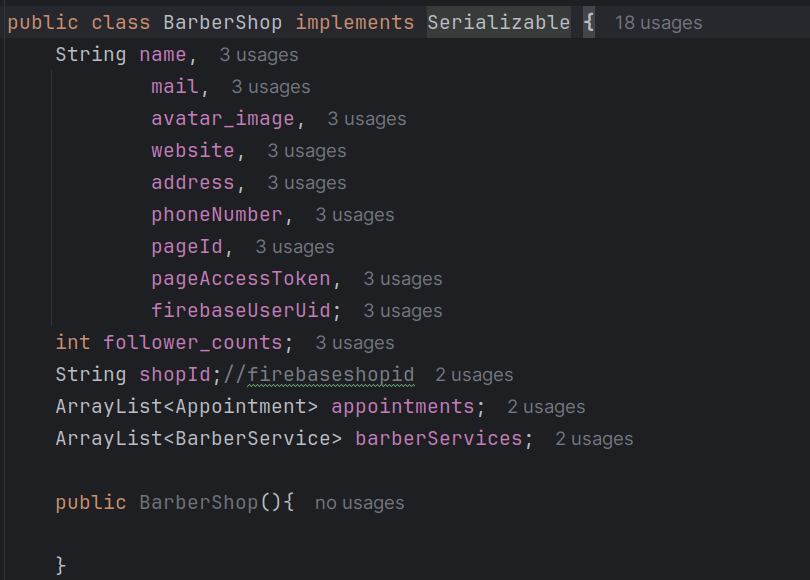 public class BarberShop implements Serializable { 18 usages
String name, 3 usages
mail, 3 usages
avatar_image, 3 usages
website, 3 usages
address, 3 usages
phoneNumber, 3 usages
pageId, 3 usages
pageAccessToken, 3 usages
firebaseUserUid; 3 usages
int follower_counts; 3 usages
String shopId;//firebaseshopid 2 usages
ArrayList<Appointment> appointments; 2 usages
ArrayList<BarberService> barberServices; 2 usages
public BarberShop(){ no usages
}